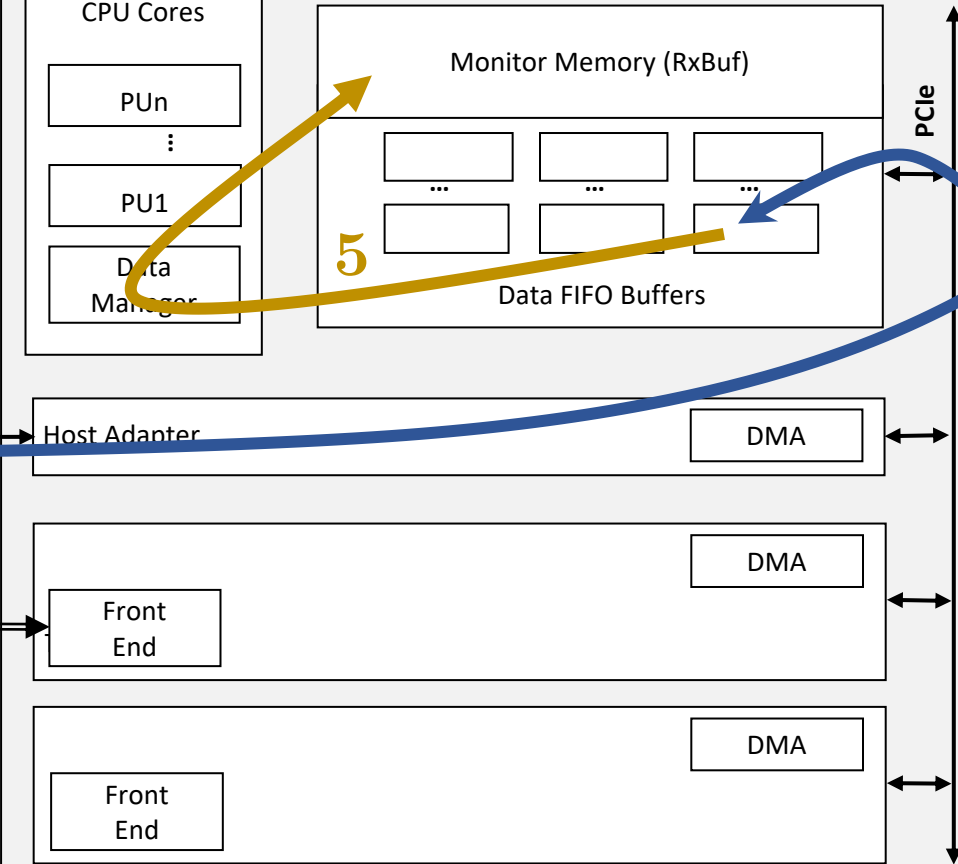 CPU Cores
PUn
...
PU1
Data
Manager
Monitor Memory (RxBuf)
... ... ...
5
Data FIFO Buffers
PCIe
Host Adapter
DMA
DMA
Front
End
DMA
Front
End